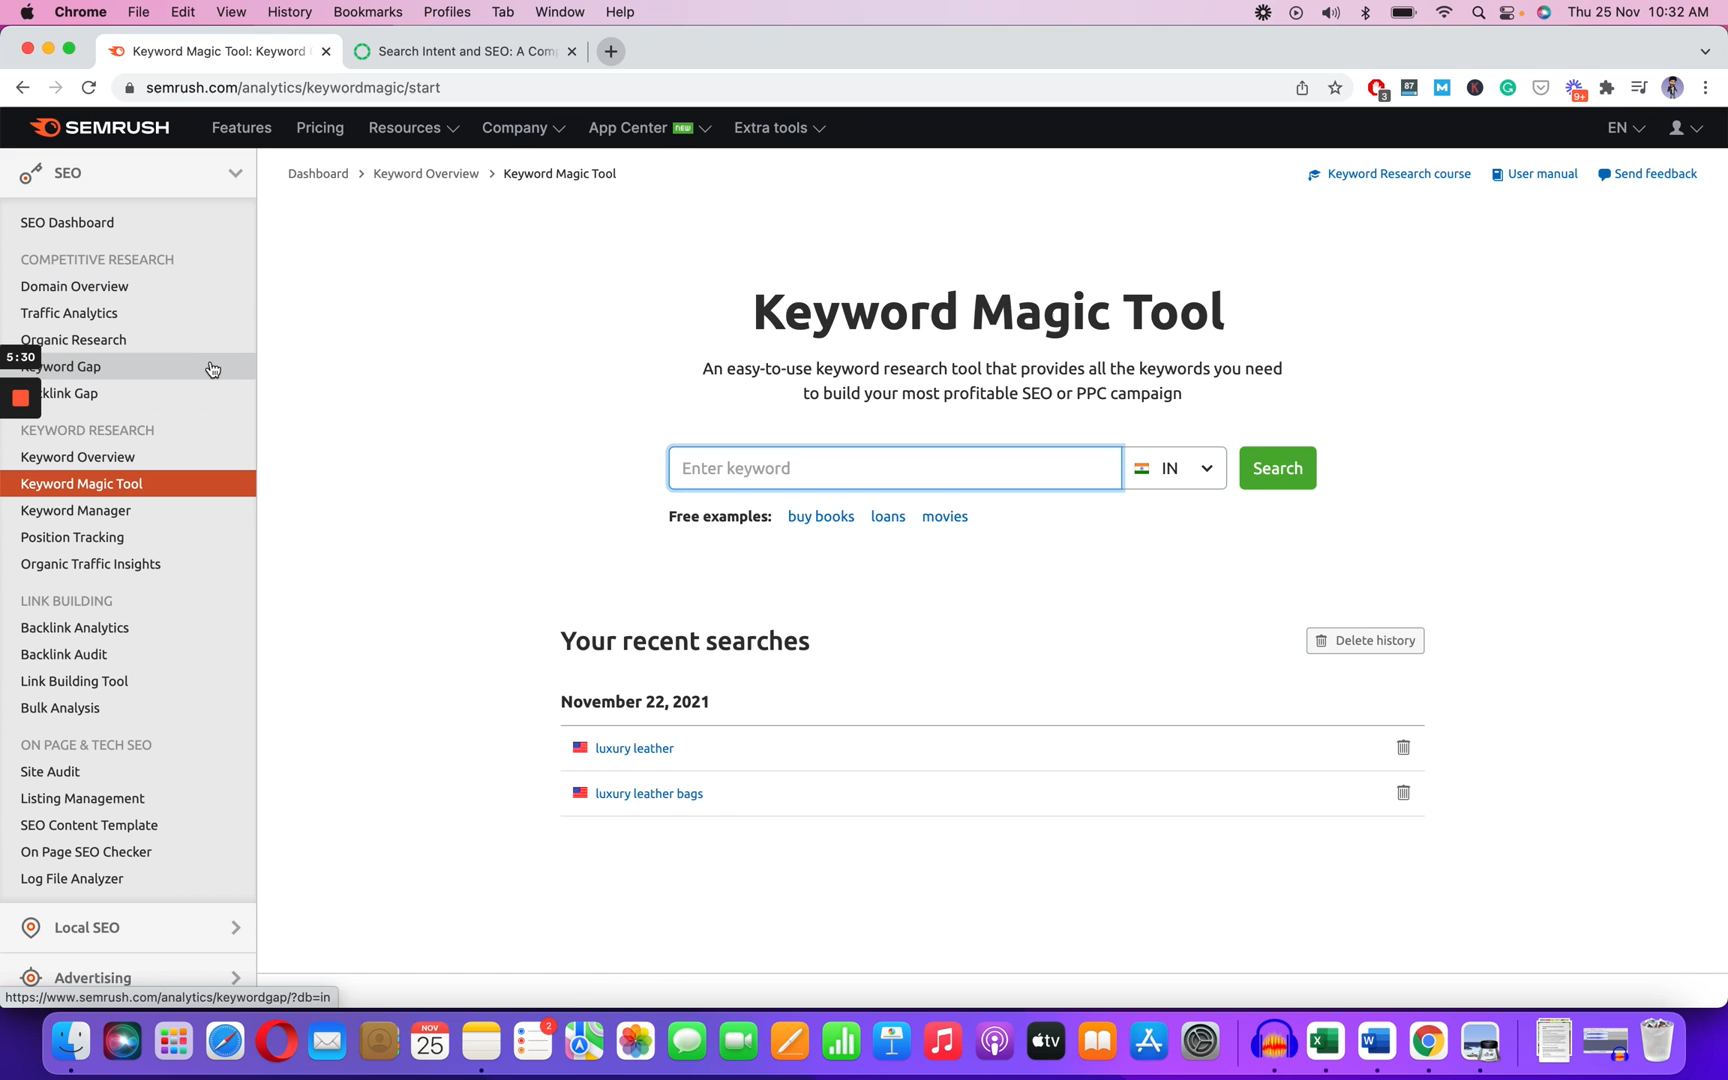 Chrome File Edit View History Bookmarks Profiles Tab Window Help Thu 25 Nov 10:32 AM
Keyword Magic Tool: Keyword Search Intent and SEO: A Comp
semrush.com/analytics/keywordmagic/start 3 87 M K G 9+
SEMRUSH Features Pricing Resources Company App Center NEW Extra tools EN
SEO
Dashboard > Keyword Overview > Keyword Magic Tool Keyword Research course User manual Send feedback
SEO Dashboard
COMPETITIVE RESEARCH
Domain Overview
Traffic Analytics
Organic Research
5:30
yword Gap
klink Gap
KEYWORD RESEARCH
Keyword Overview
Keyword Magic Tool
Keyword Manager
Position Tracking
Organic Traffic Insights
LINK BUILDING
Backlink Analytics
Backlink Audit
Link Building Tool
Bulk Analysis
ON PAGE & TECH SEO
Site Audit
Listing Management
SEO Content Template
On Page SEO Checker
Log File Analyzer
Local SEO
Advertising
https://www.semrush.com/analytics/keywordgap/?db=in
Keyword Magic Tool
An easy-to-use keyword research tool that provides all the keywords you need
to build your most profitable SEO or PPC campaign
Enter keyword IN Search
Free examples: buy books loans movies
Your recent searches Delete history
November 22, 2021
luxury leather
luxury leather bags
NOV
25
2
tv
X
W